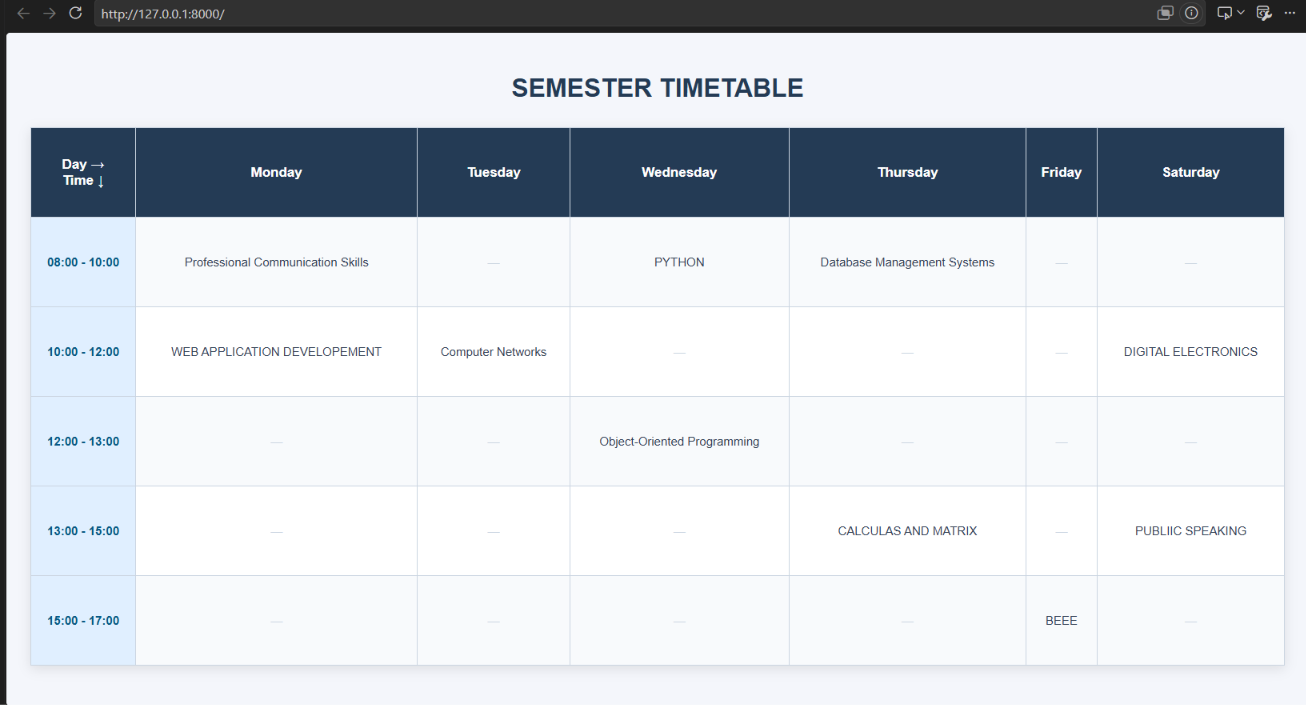 http://127.0.0.1:8000/
SEMESTER TIMETABLE
Day → Monday Tuesday Wednesday Thursday Friday Saturday
Time ↓
08:00 - 10:00 Professional Communication Skills — PYTHON Database Management Systems — —
10:00 - 12:00 WEB APPLICATION DEVELOPEMENT Computer Networks — — — DIGITAL ELECTRONICS
12:00 - 13:00 — — Object-Oriented Programming — — —
13:00 - 15:00 — — — CALCULAS AND MATRIX — PUBLIIC SPEAKING
15:00 - 17:00 — — — — BEEE —